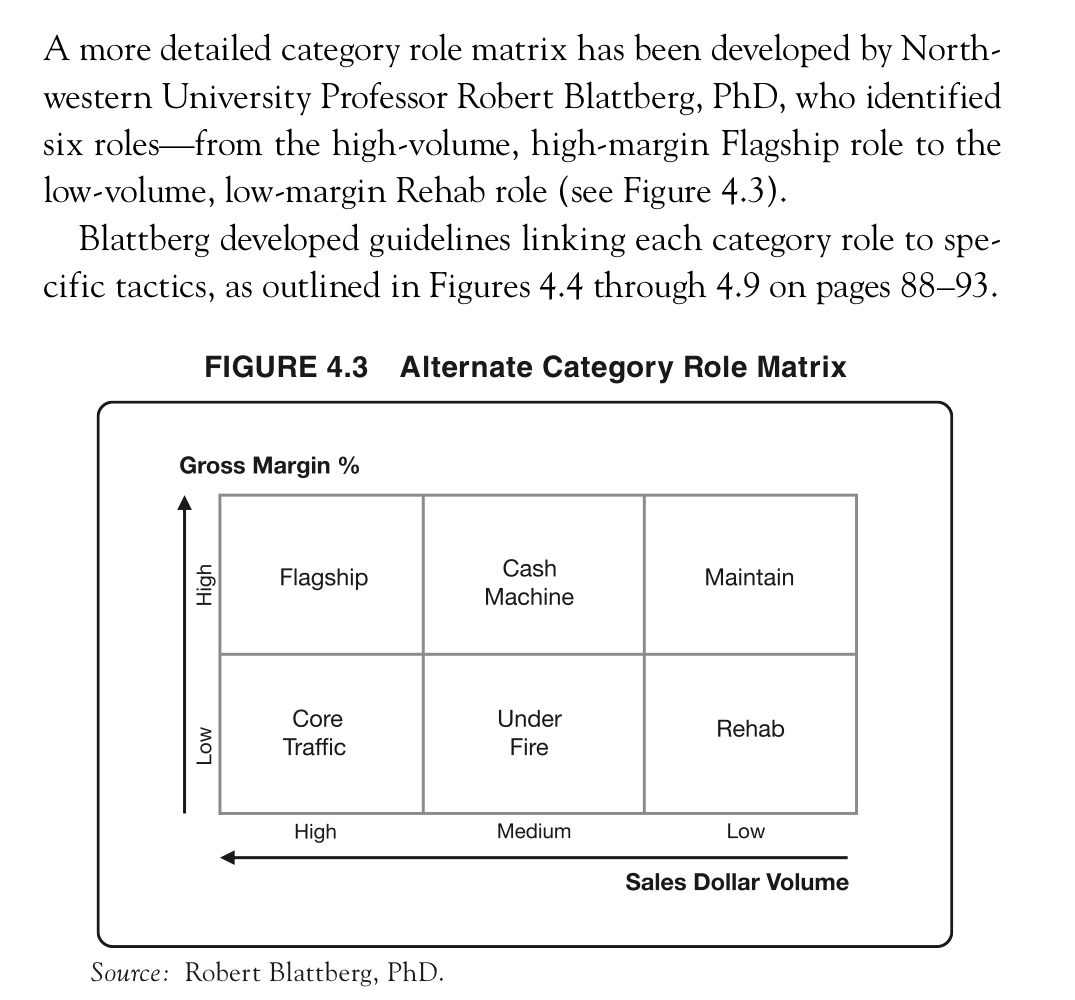 A more detailed category role matrix has been developed by North-
western University Professor Robert Blattberg, PhD, who identified
six roles—from the high-volume, high-margin Flagship role to the
low-volume, low-margin Rehab role (see Figure 4.3).
Blattberg developed guidelines linking each category role to spe-
cific tactics, as outlined in Figures 4.4 through 4.9 on pages 88–93.
FIGURE 4.3 Alternate Category Role Matrix
Gross Margin %
High
Flagship
Cash
Machine
Maintain
Low
Core
Traffic
Under
Fire
Rehab
High
Medium
Low
Sales Dollar Volume
Source: Robert Blattberg, PhD.